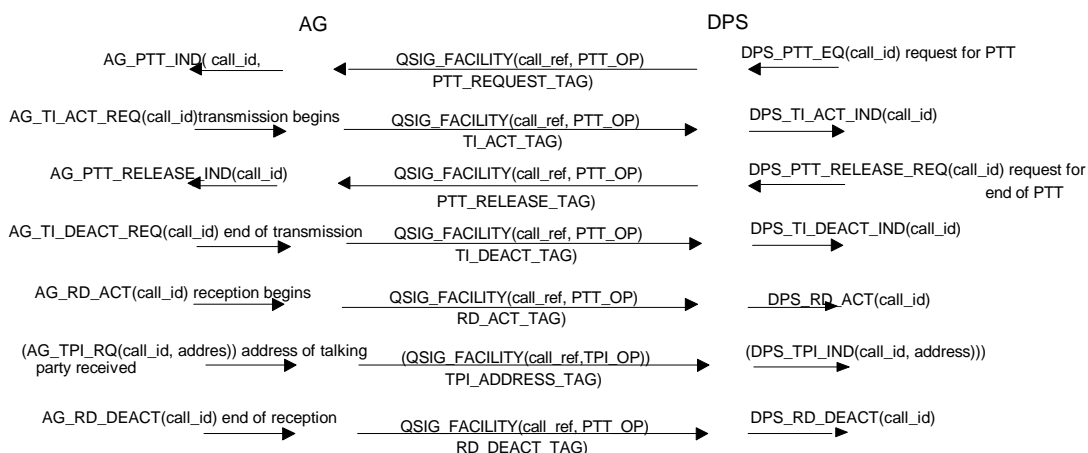 AG DPS
AG_PTT_IND( call_id, QSIG_FACILITY(call_ref, PTT_OP) DPS_PTT_EQ(call_id) request for PTT
PTT_REQUEST_TAG)
AG_TI_ACT_REQ(call_id)transmission begins QSIG_FACILITY(call_ref, PTT_OP) DPS_TI_ACT_IND(call_id)
TI_ACT_TAG)
AG_PTT_RELEASE_IND(call_id) QSIG_FACILITY(call_ref, PTT_OP) DPS_PTT_RELEASE_REQ(call_id) request for
PTT_RELEASE_TAG) end of PTT
AG_TI_DEACT_REQ(call_id) end of transmission QSIG_FACILITY(call_ref, PTT_OP) DPS_TI_DEACT_IND(call_id)
TI_DEACT_TAG)
AG_RD_ACT(call_id) reception begins QSIG_FACILITY(call_ref, PTT_OP) DPS_RD_ACT(call_id)
RD_ACT_TAG)
(AG_TPI_RQ(call_id, addres)) address of talking (QSIG_FACILITY(call_ref,TPI_OP)) (DPS_TPI_IND(call_id, address)))
party received TPI_ADDRESS_TAG)
AG_RD_DEACT(call_id) end of reception QSIG_FACILITY(call_ref, PTT_OP) DPS_RD_DEACT(call_id)
RD_DEACT_TAG)